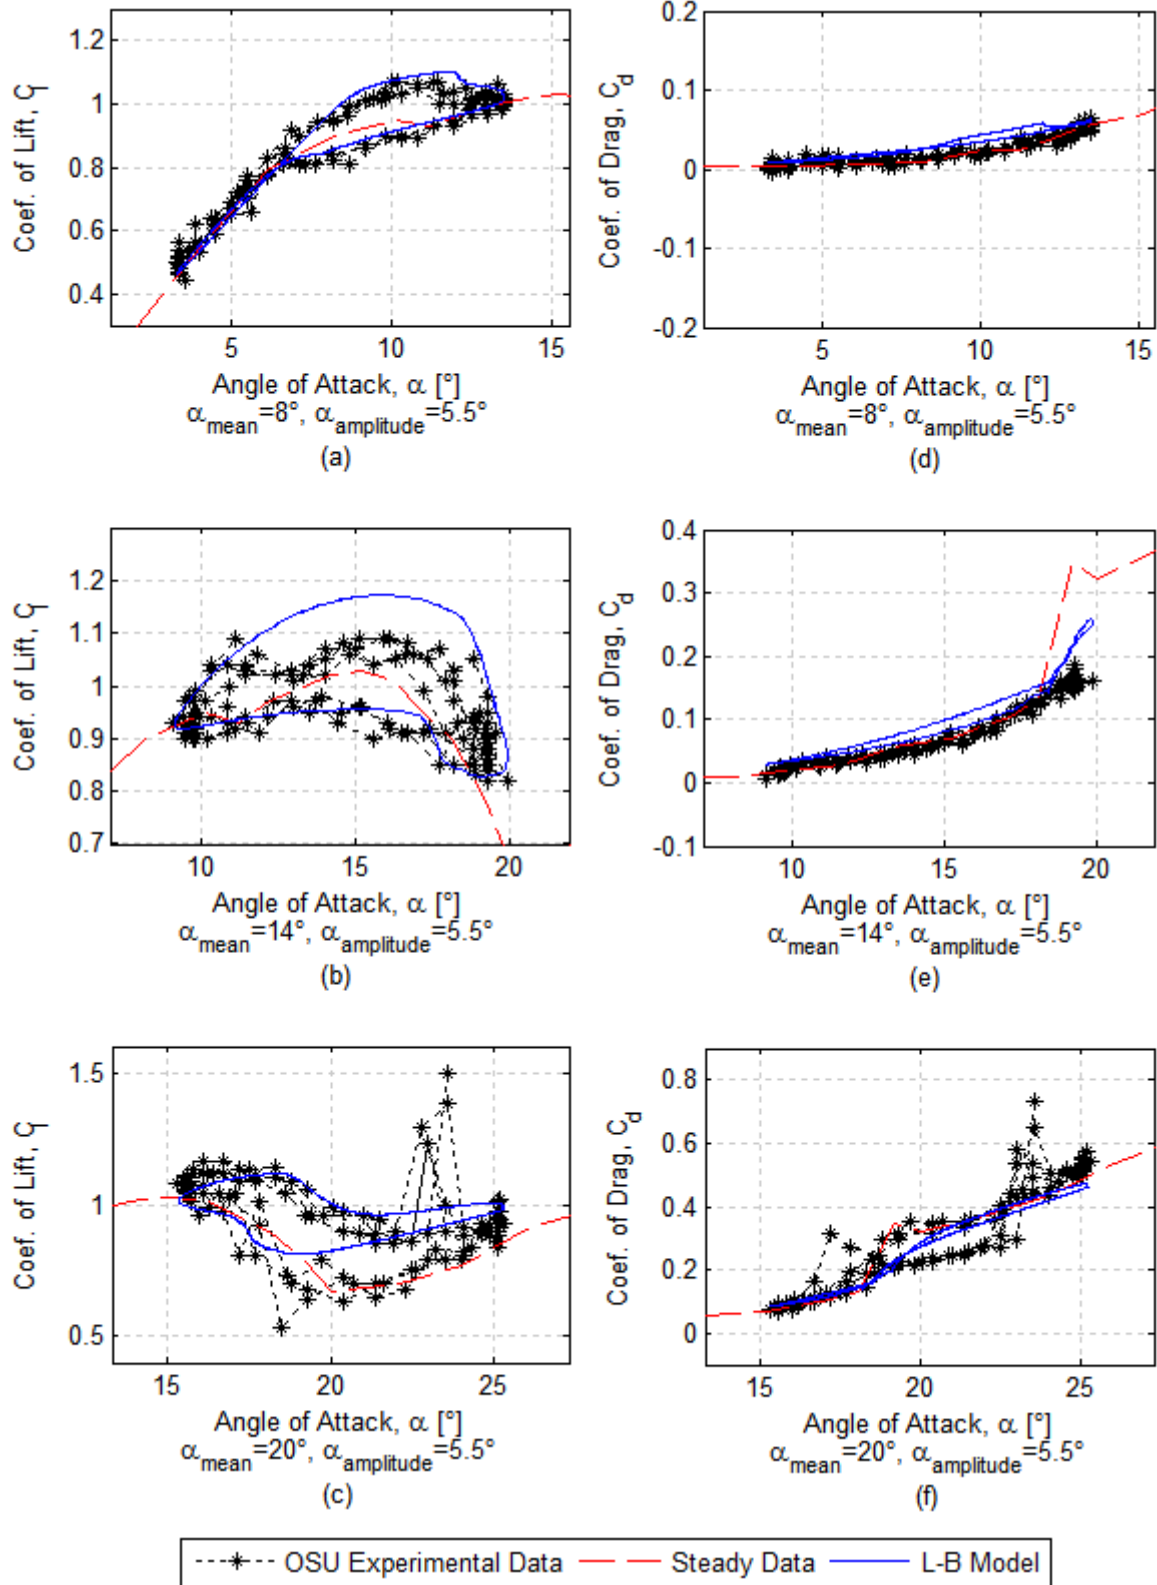 1.2
1
0.8
0.6
0.4
Coef. of Lift, Cl
5 10 15
Angle of Attack, α [°]
αmean=8°, αamplitude=5.5°
(a)
0.2
0.1
0
-0.1
-0.2
Coef. of Drag, Cd
5 10 15
Angle of Attack, α [°]
αmean=8°, αamplitude=5.5°
(d)
1.2
1.1
1
0.9
0.8
0.7
Coef. of Lift, Cl
10 15 20
Angle of Attack, α [°]
αmean=14°, αamplitude=5.5°
(b)
0.4
0.3
0.2
0.1
0
-0.1
Coef. of Drag, Cd
10 15 20
Angle of Attack, α [°]
αmean=14°, αamplitude=5.5°
(e)
1.5
1
0.5
Coef. of Lift, Cl
15 20 25
Angle of Attack, α [°]
αmean=20°, αamplitude=5.5°
(c)
0.8
0.6
0.4
0.2
0
Coef. of Drag, Cd
15 20 25
Angle of Attack, α [°]
αmean=20°, αamplitude=5.5°
(f)
OSU Experimental Data Steady Data L-B Model